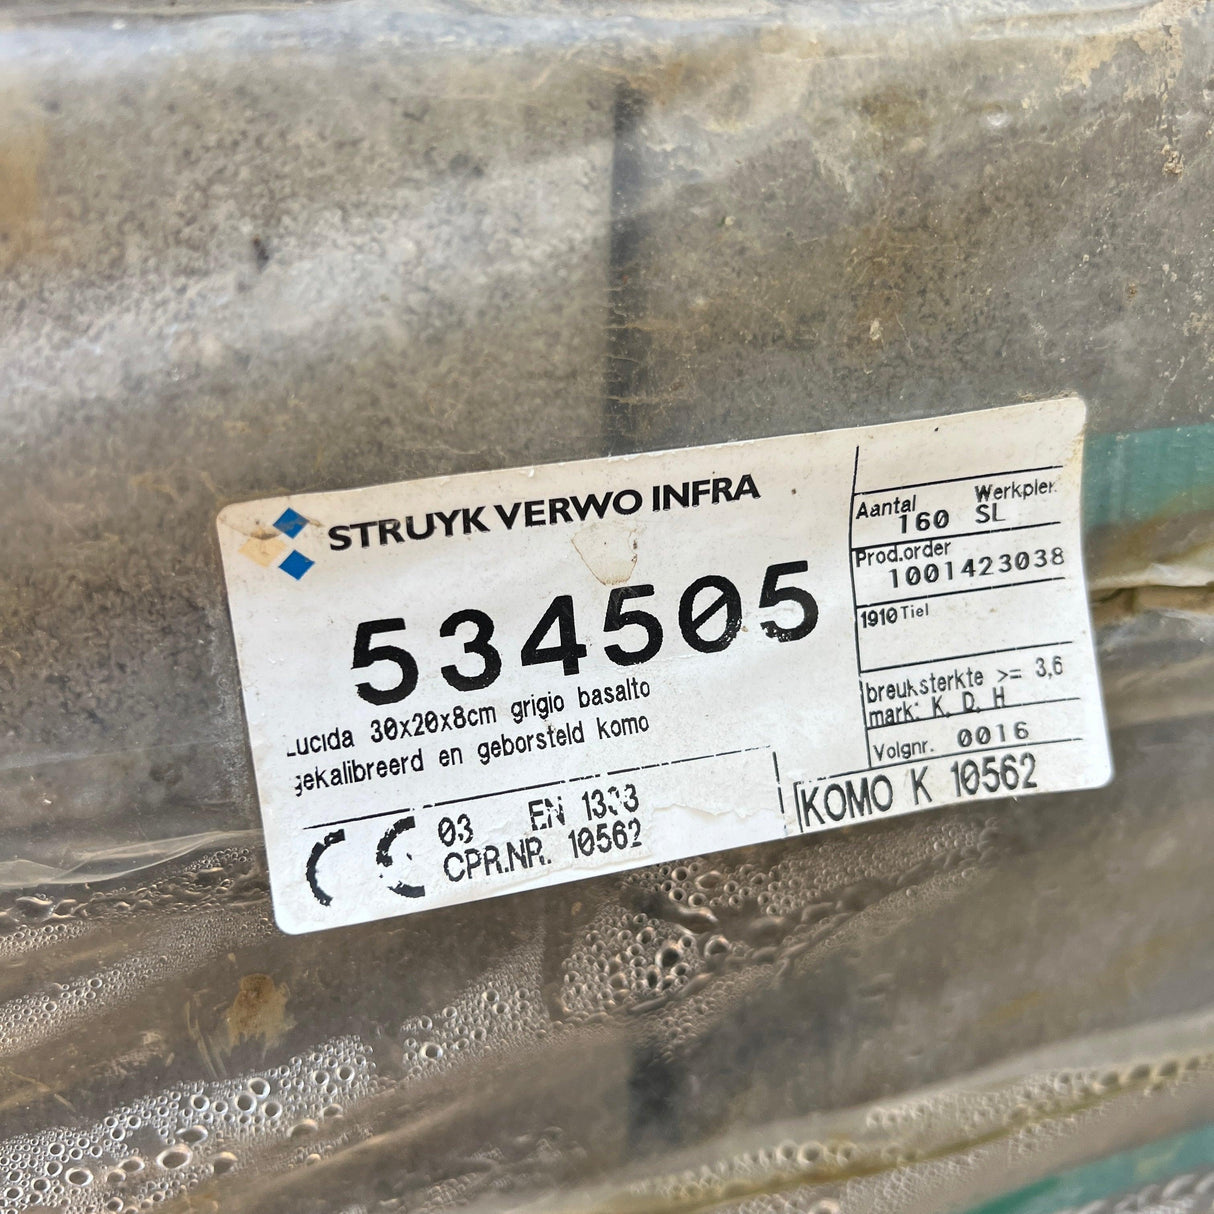 STRUYK VERWO INFRA
534505
Lucida 30x20x8cm grigio basalto
gekalibreerd en geborsteld komo
CE 03 EN 1338
CPR.NR. 10562
Aantal Werkplek
160 SL
Prod.order
1001423038
1910 Tiel
breuksterkte >= 3,6
mark: K, D, H
Volgnr. 0016
KOMO K 10562